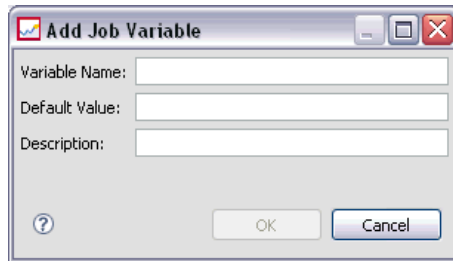 Add Job Variable
Variable Name:
Default Value:
Description:
OK Cancel